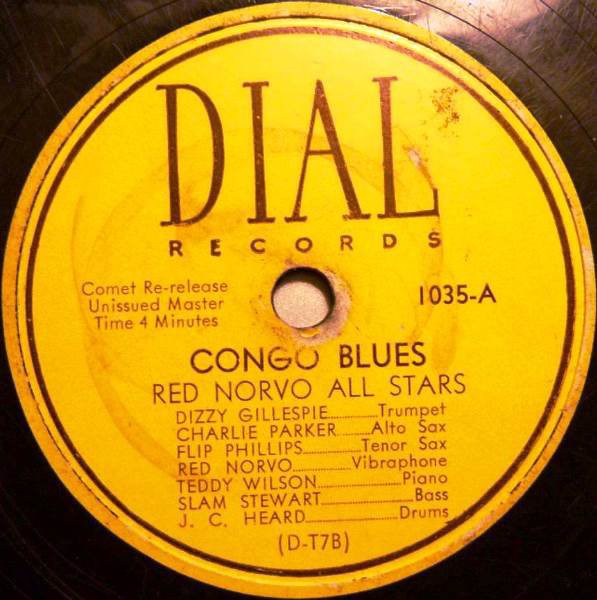 DIAL
RECORDS
Comet Re-release
Unissued Master
Time 4 Minutes
1035-A
CONGO BLUES
RED NORVO ALL STARS
DIZZY GILLESPIE............Trumpet
CHARLIE PARKER......Alto Sax
FLIP PHILLIPS..............Tenor Sax
RED NORVO..............Vibraphone
TEDDY WILSON....................Piano
SLAM STEWART.....................Bass
J. C. HEARD.......................Drums
(D-T7B)